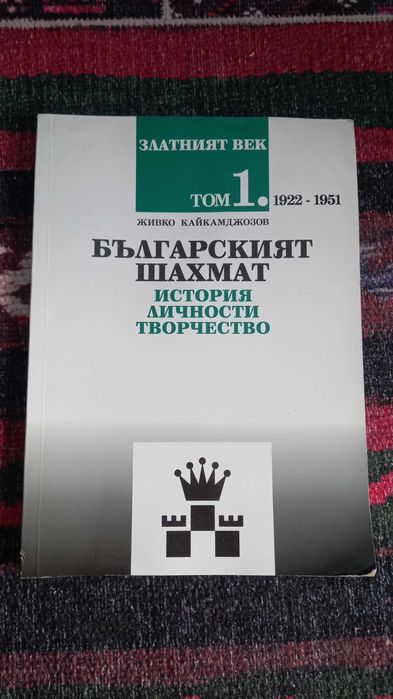 ЗЛАТНИЯТ ВЕК
ТОМ 1. 1922 - 1951
ЖИВКО КАЙКАМДЖОЗОВ
БЪЛГАРСКИЯТ
ШАХМАТ
ИСТОРИЯ
ЛИЧНОСТИ
ТВОРЧЕСТВО